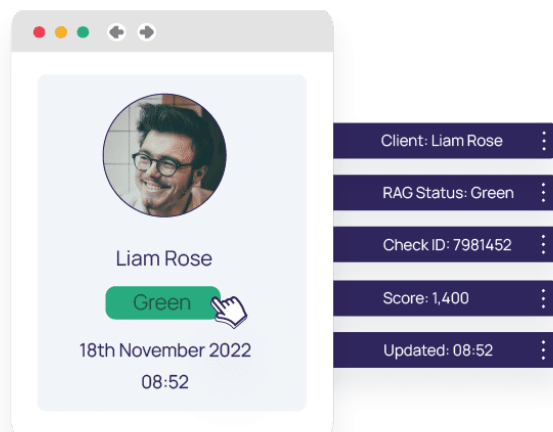 Liam Rose
Green
18th November 2022
08:52
Client: Liam Rose
RAG Status: Green
Check ID: 7981452
Score: 1,400
Updated: 08:52